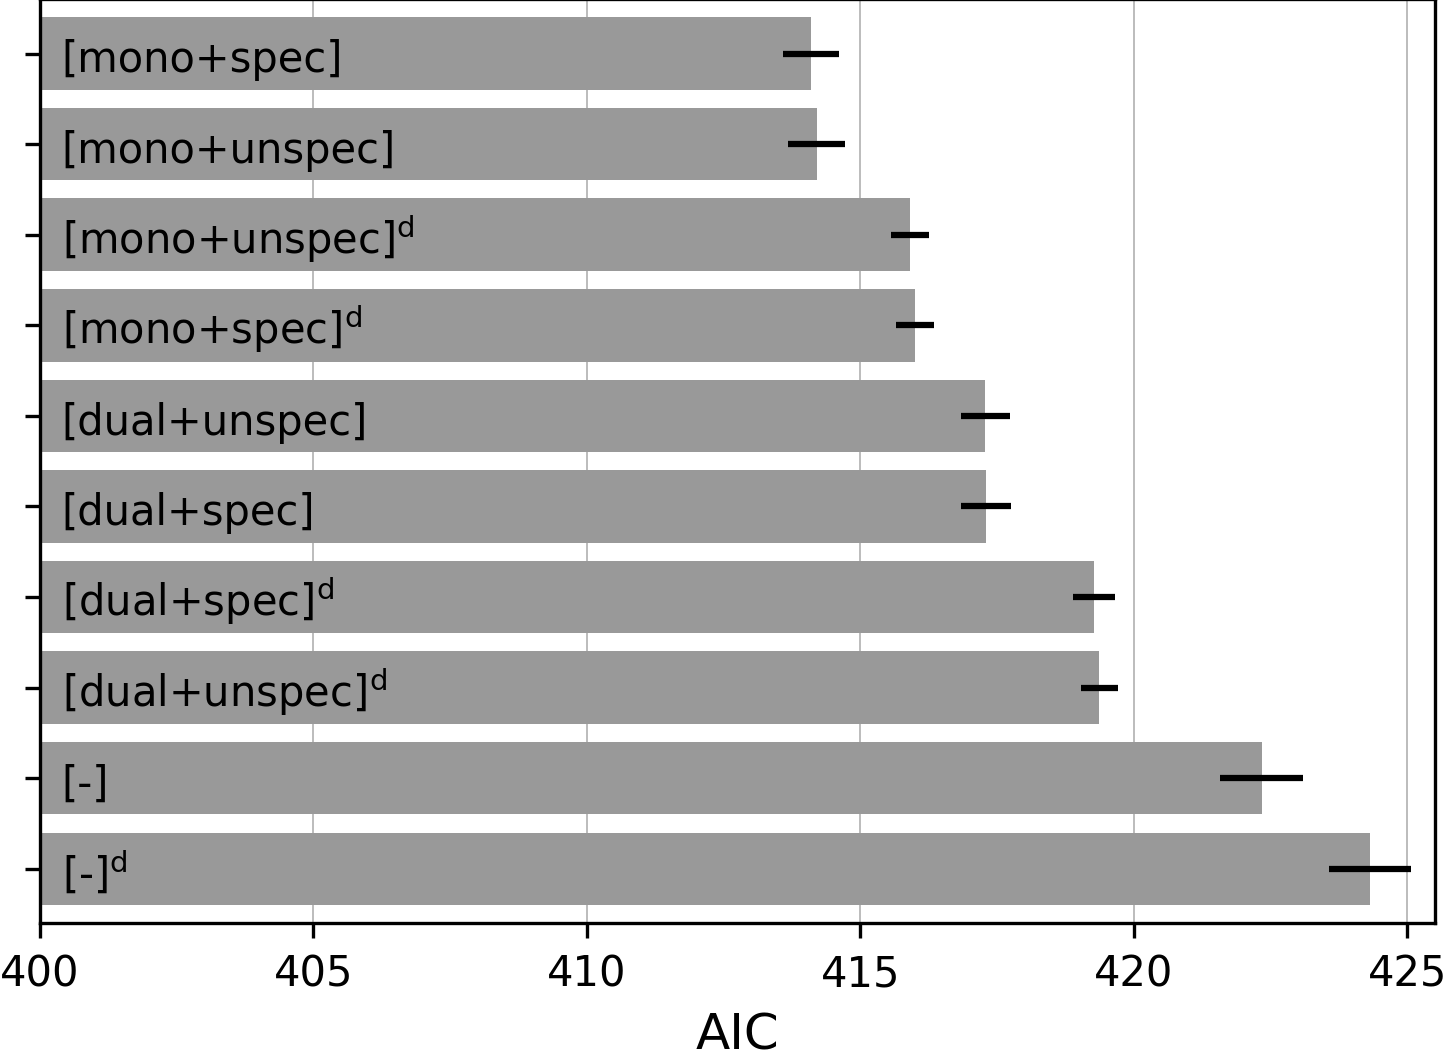 [mono+spec]
[mono+unspec]
[mono+unspec]ᵈ
[mono+spec]ᵈ
[dual+unspec]
[dual+spec]
[dual+spec]ᵈ
[dual+unspec]ᵈ
[-]
[-]ᵈ
400 405 410 415 420 425
AIC